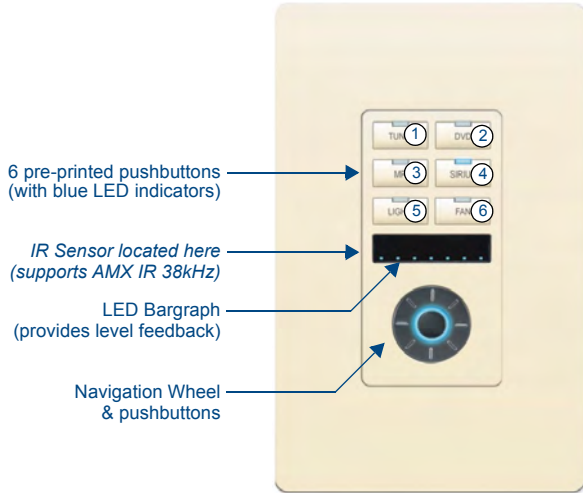 1
DVD 2
3
SIRIUS 4
5
FAN 6
6 pre-printed pushbuttons
(with blue LED indicators)
IR Sensor located here
(supports AMX IR 38kHz)
LED Bargraph
(provides level feedback)
Navigation Wheel
& pushbuttons